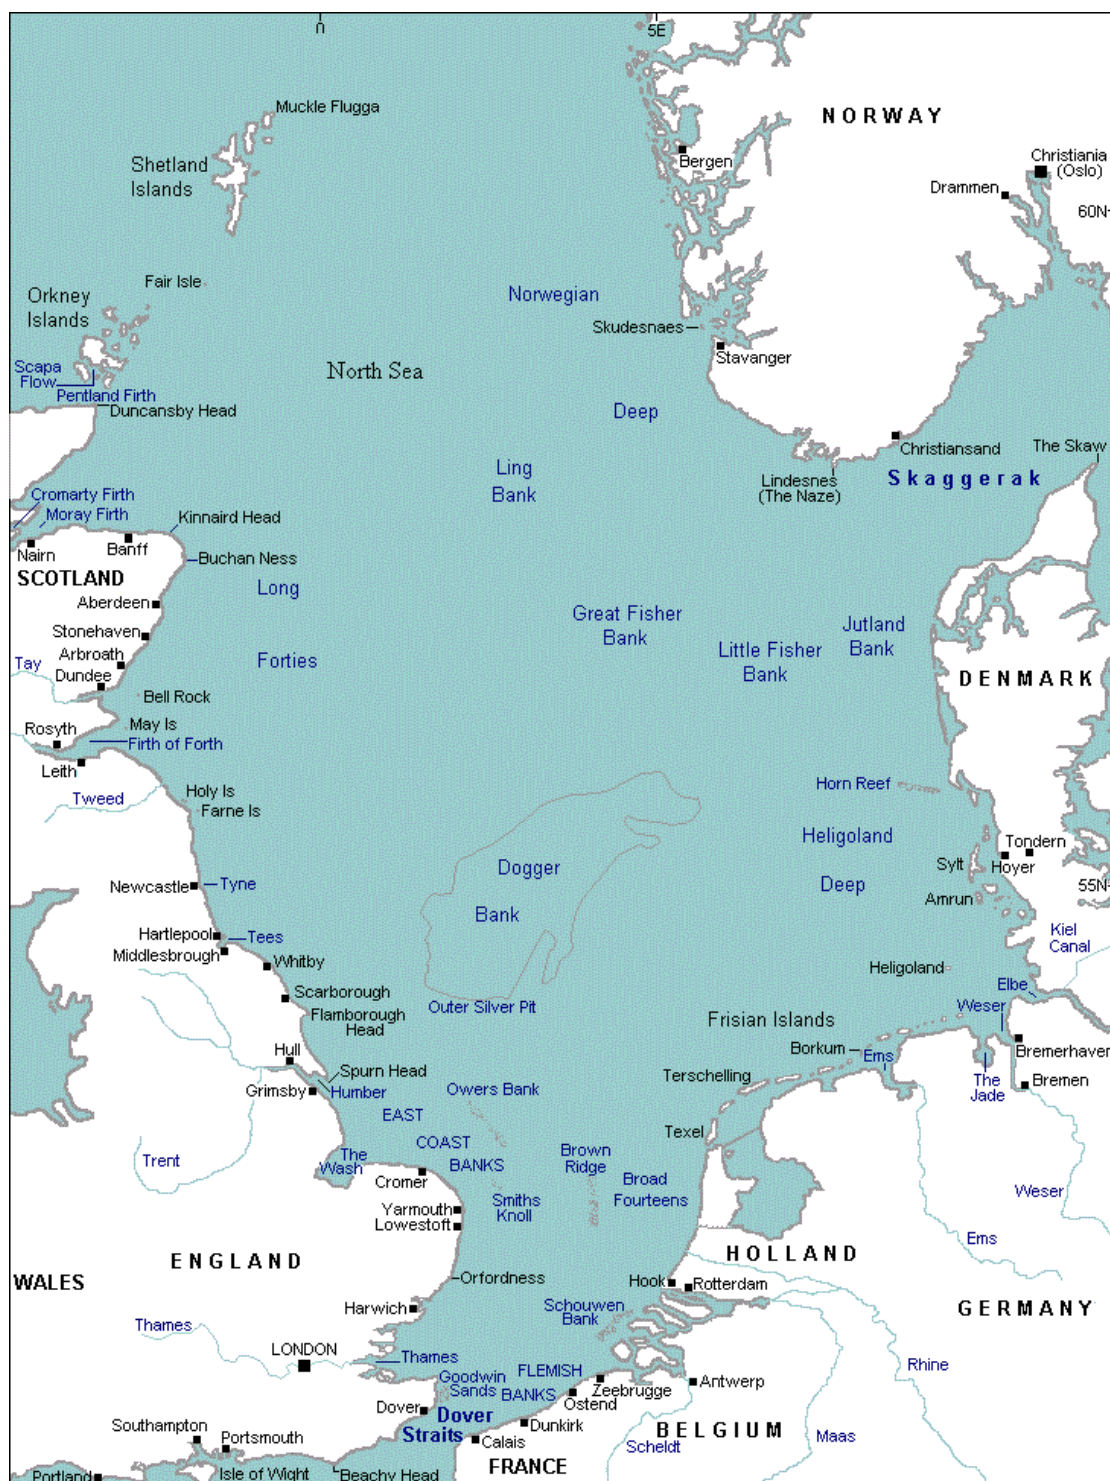 0
5E
Muckle Flugga
NORWAY
Shetland
Islands
Bergen
Christiania
(Oslo)
Drammen
60N
Fair Isle
Orkney
Islands
Norwegian
Skudesnaes
Stavanger
North Sea
Scapa
Flow
Pentland Firth
Duncansby Head
Deep
Christiansand
The Skaw
Ling
Bank
Lindesnes
(The Naze)
Skaggerak
Cromarty Firth
Moray Firth
Kinnaird Head
Nairn
Banff
Buchan Ness
SCOTLAND
Long
Aberdeen
Great Fisher
Bank
Jutland
Bank
Stonehaven
Little Fisher
Bank
Arbroath
Forties
Tay
Dundee
DENMARK
Bell Rock
May Is
Rosyth
Firth of Forth
Leith
Horn Reef
Holy Is
Tweed
Farne Is
Heligoland
Tondern
Hoyer
Sylt
Dogger
Newcastle
Tyne
Deep
55N
Amrun
Bank
Kiel
Canal
Hartlepool
Tees
Middlesbrough
Whitby
Heligoland
Elbe
Scarborough
Outer Silver Pit
Weser
Flamborough
Head
Frisian Islands
Hull
Borkum
Ems
Bremerhaven
Spurn Head
Terschelling
The
Jade
Bremen
Grimsby
Humber
Owers Bank
EAST
Texel
COAST
Brown
Ridge
The
Wash
BANKS
Trent
Cromer
Broad
Fourteens
Smiths
Knoll
Weser
Yarmouth
Lowestoft
Ems
ENGLAND
HOLLAND
WALES
Orfordness
Hook
Rotterdam
Harwich
Schouwen
Bank
GERMANY
Thames
LONDON
Thames
Rhine
Goodwin
Sands
FLEMISH
BANKS
Zeebrugge
Antwerp
Ostend
Dover
Dover
Straits
Dunkirk
BELGIUM
Southampton
Portsmouth
Calais
Scheldt
Maas
FRANCE
Portland
Isle of Wight
Beachy Head